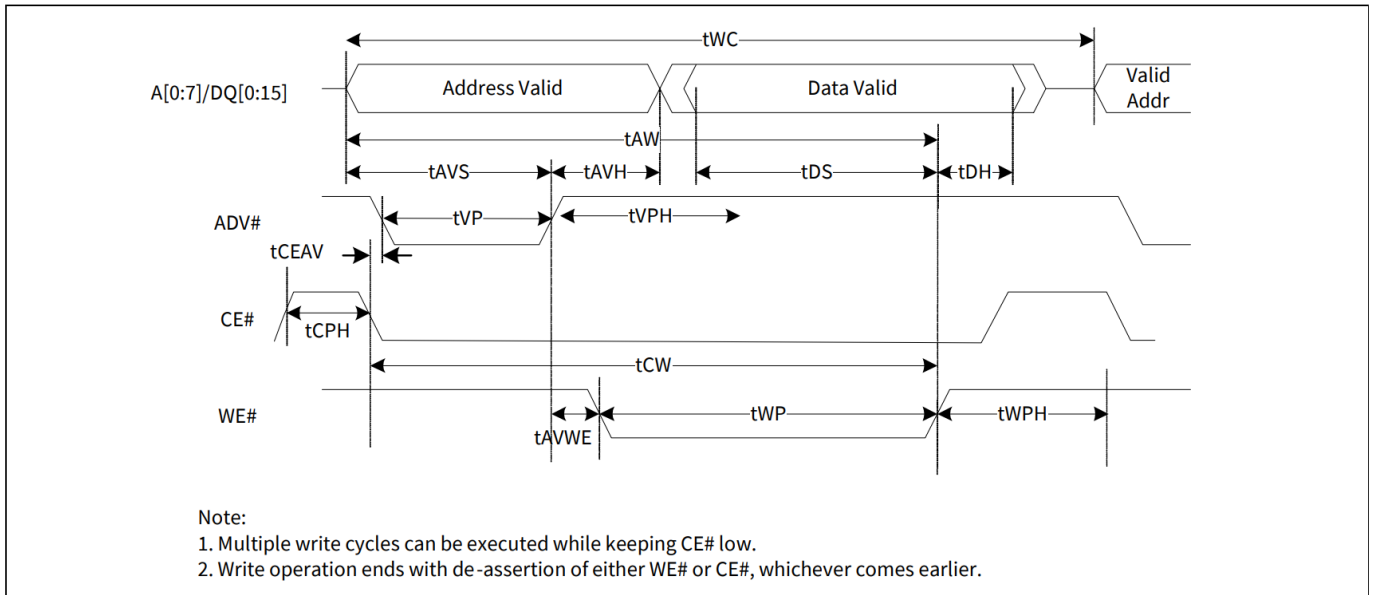 tWC
A[0:7]/DQ[0:15]
Address Valid
Data Valid
Valid
Addr
tAW
tAVS
tAVH
tDS
tDH
ADV#
tVP
tVPH
tCEAV
CE#
tCPH
tCW
WE#
tAVWE
tWP
tWPH
Note:
1. Multiple write cycles can be executed while keeping CE# low.
2. Write operation ends with de-assertion of either WE# or CE#, whichever comes earlier.